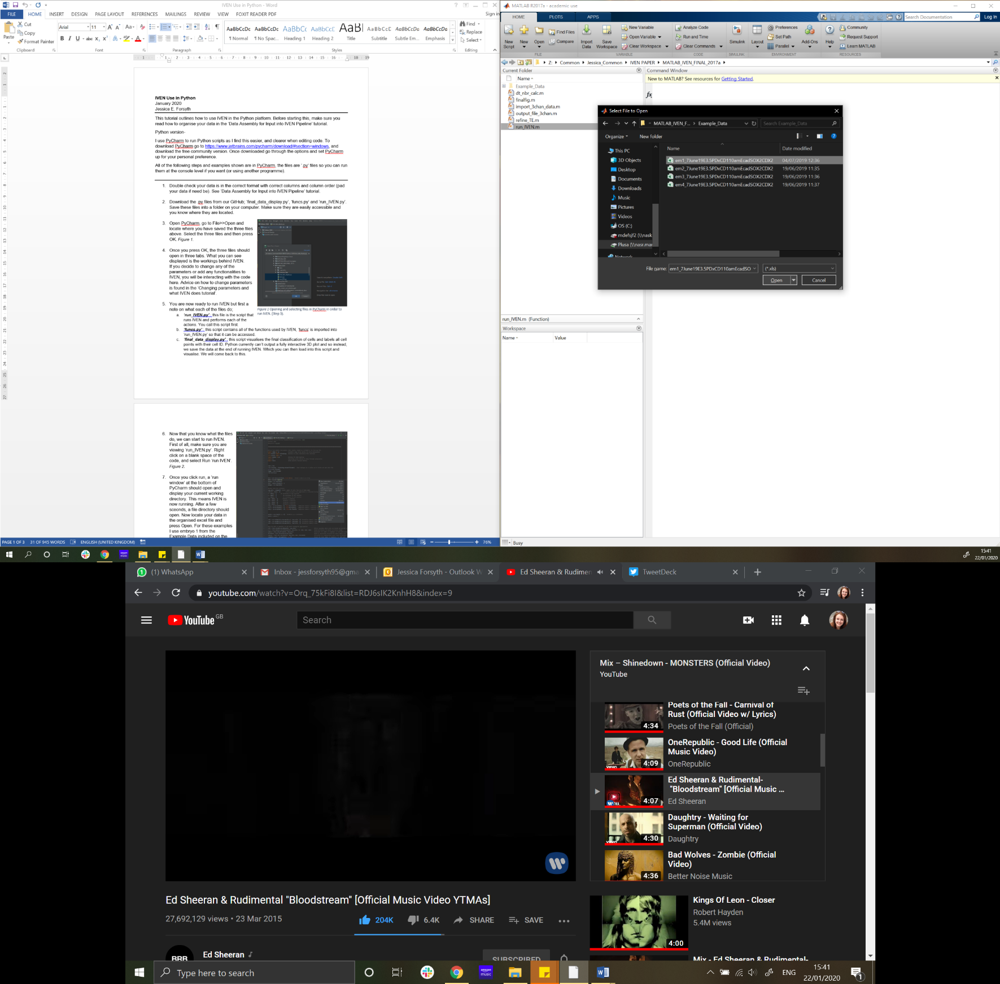 IVEN Use in Python - Word
Sign in
FILE HOME INSERT DESIGN PAGE LAYOUT REFERENCES MAILINGS REVIEW VIEW FOXIT READER PDF
Paste
Cut
Copy
Format Painter
Arial 11
Clipboard Font Paragraph Styles Editing
¶ Normal ¶ No Spac... Heading 1 Heading 2 Title Subtitle Subtle Em... Emphasis
Find
Replace
Select
IVEN Use in Python
January 2020
Jessica E. Forsyth
This tutorial outlines how to use IVEN in the Python platform. Before starting this, make sure you
read how to organise your data in the 'Data Assembly for Input into IVEN Pipeline' tutorial.
Python version-
I use PyCharm to run Python scripts as I find this easier, and clearer when editing code. To
download PyCharm go to https://www.jetbrains.com/pycharm/download/#section=windows, and
download the free community version. Once downloaded go through the options and set PyCharm
up for your personal preference.
All of the following steps and examples shown are in PyCharm, the files are '.py' files so you can run
them at the console level if you want (or using another programme).
1. Double check your data is in the correct format with correct columns and column order (pad
your data if need be). See 'Data Assembly for Input into IVEN Pipeline' tutorial.
2. Download the .py files from our GitHub; 'final_data_display.py', 'funcs.py' and 'run_IVEN.py'.
Save these files into a folder on your computer. Make sure they are easily accessible and
you know where they are located.
3. Open PyCharm, go to File>>Open and
locate where you have saved the three files
above. Select the three files and then press
OK. Figure 1.
4. Once you press OK, the three files should
open in three tabs. What you can see
displayed is the workings behind IVEN.
If you decide to change any of the
parameters or add any functionalities to
IVEN, you will be interacting with the code
here. Advice on how to change parameters
is found in the 'Changing parameters and
what IVEN does tutorial'.
5. You are now ready to run IVEN but first a
note on what each of the files do;
Figure 1 Opening and selecting files in PyCharm in order to
run IVEN. (Step 3).
a. 'run_IVEN.py' : this file is the script that
runs IVEN and performs each of the
actions. You call this script first.
b. 'funcs.py' : this script contains all of the functions used by IVEN, 'funcs' is imported into
'run_IVEN.py' so that it can be accessed.
c. 'final_data_display.py' : this script visualises the final classification of cells and labels all cell
points with their cell ID. Python currently can't output a fully interactive 3D plot and so instead,
we save the data at the end of running IVEN. Which you can then load into this script and
visualise. We will come back to this.
6. Now that you know what the files
do, we can start to run IVEN.
First of all, make sure you are
viewing 'run_IVEN.py'. Right
click on a blank space of the
code, and select Run 'run IVEN'.
Figure 2.
7. Once you click run, a 'run
window' at the bottom of
PyCharm should open and
display your current working
directory. This means IVEN is
now running. After a few
sceonds, a file directory should
open. Now locate your data in
the organised excel file and
press Open. For these examples
I use embryo 1 from the
Example Data included on the
PAGE 1 OF 3 31 OF 945 WORDS ENGLISH (UNITED KINGDOM) 76%
MATLAB R2017a - academic use
HOME PLOTS APPS
Search Documentation Log In
New Script
New
Open
Find Files
Compare
Import Data
Save Workspace
New Variable
Open Variable
Clear Workspace
Analyze Code
Run and Time
Clear Commands
Simulink
Layout
Preferences
Set Path
Parallel
Add-Ons
Help
Community
Request Support
Learn MATLAB
FILE VARIABLE CODE SIMULINK ENVIRONMENT RESOURCES
Z: Common Jessica_Common IVEN PAPER MATLAB_IVEN_FINAL_2017a
Current Folder
Name
Example_Data
dt_nbr_calc.m
finalfig.m
import_3chan_data.m
output_file_3chan.m
refine_TE.m
run_IVEN.m
Command Window
New to MATLAB? See resources for Getting Started.
fx
Select File to Open
MATLAB_IVEN_F... Example_Data Search Example_Data
Organize New folder
This PC
3D Objects
Desktop
Documents
Downloads
Music
Pictures
Videos
OS (C:)
mdefsjf2 (\\nask
Plusa (\\nasr.mar
Network
Name Date modified
em1_7June19E3.5PDxCD110amEcadSOX2CDX2 04/07/2019 12:36
em2_7June19E3.5PDxCD110amEcadSOX2CDX2 19/06/2019 11:35
em3_7June19E3.5PDxCD110amEcadSOX2CDX2 19/06/2019 11:36
em4_7June19E3.5PDxCD110amEcadSOX2CDX2 19/06/2019 11:37
File name: em1_7June19E3.5PDxCD110amEcadSO (*.xls)
Open Cancel
run_IVEN.m (Function)
Workspace
Name Value
Busy
15:41
22/01/2020
(1) WhatsApp
Inbox - jessforsyth95@gma
Jessica Forsyth - Outlook W
Ed Sheeran & Rudimen
TweetDeck
youtube.com/watch?v=Orq_75kFi8I&list=RDJ6sIK2KnhH8&index=9
YouTube GB
Search
Mix – Shinedown - MONSTERS (Official Video)
YouTube
Poets of the Fall - Carnival of
Rust (Official Video w/ Lyrics)
Poets of the Fall (Official)
4:34
OneRepublic - Good Life (Official
Music Video)
OneRepublic
4:09
Ed Sheeran & Rudimental-
"Bloodstream" [Official Music ...
Ed Sheeran
4:07
Daughtry - Waiting for
Superman (Official Video)
Daughtry
4:30
Bad Wolves - Zombie (Official
Video)
Better Noise Music
4:36
Ed Sheeran & Rudimental "Bloodstream" [Official Music Video YTMAs]
27,692,129 views • 23 Mar 2015
204K 6.4K SHARE SAVE
Ed Sheeran
SUBSCRIBED
Kings Of Leon - Closer
Robert Hayden
5.4M views
4:00
Mix - Ed Sheeran & Rudimental-
Type here to search
amazon music
ENG
15:41
22/01/2020
1